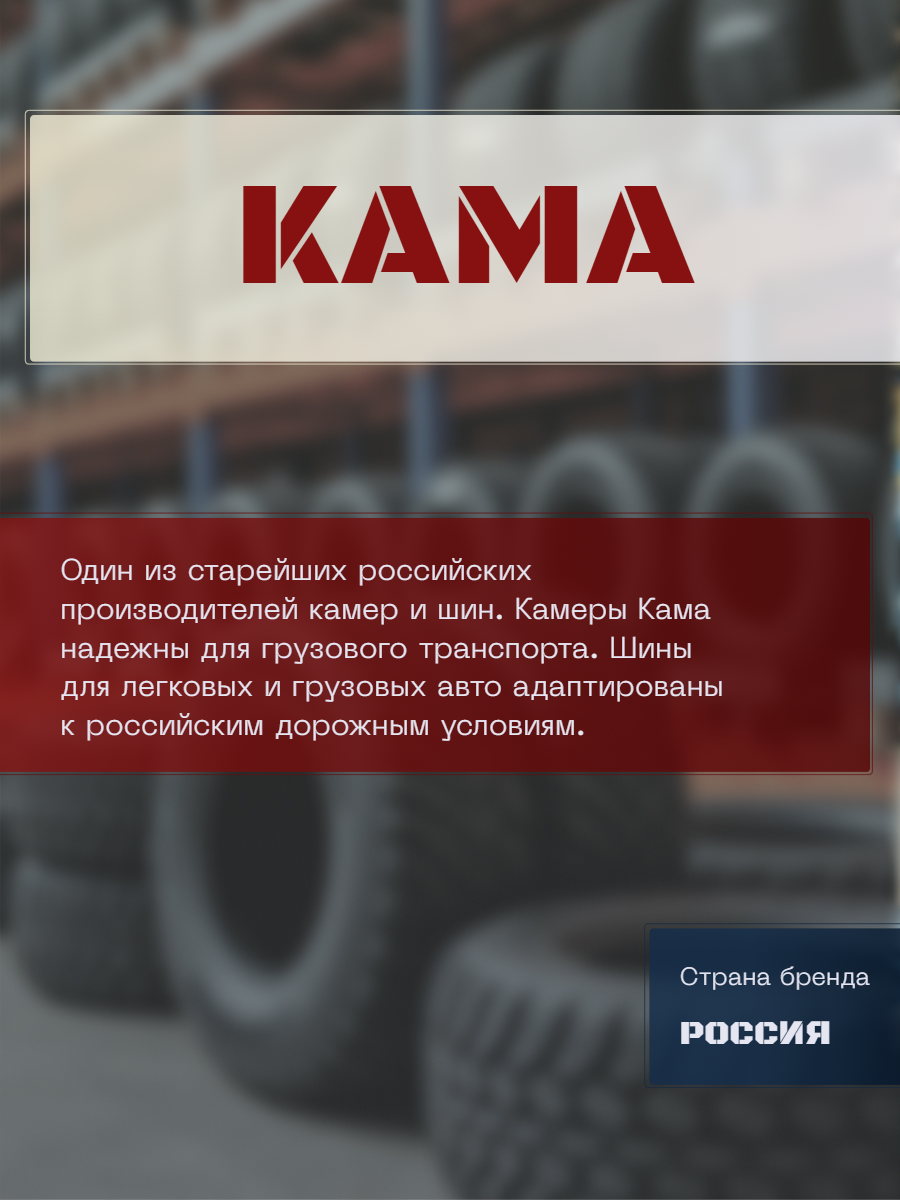 КАМА
Один из старейших российских
производителей камер и шин. Камеры Кама
надежны для грузового транспорта. Шины
для легковых и грузовых авто адаптированы
к российским дорожным условиям.
Страна бренда
РОССИЯ